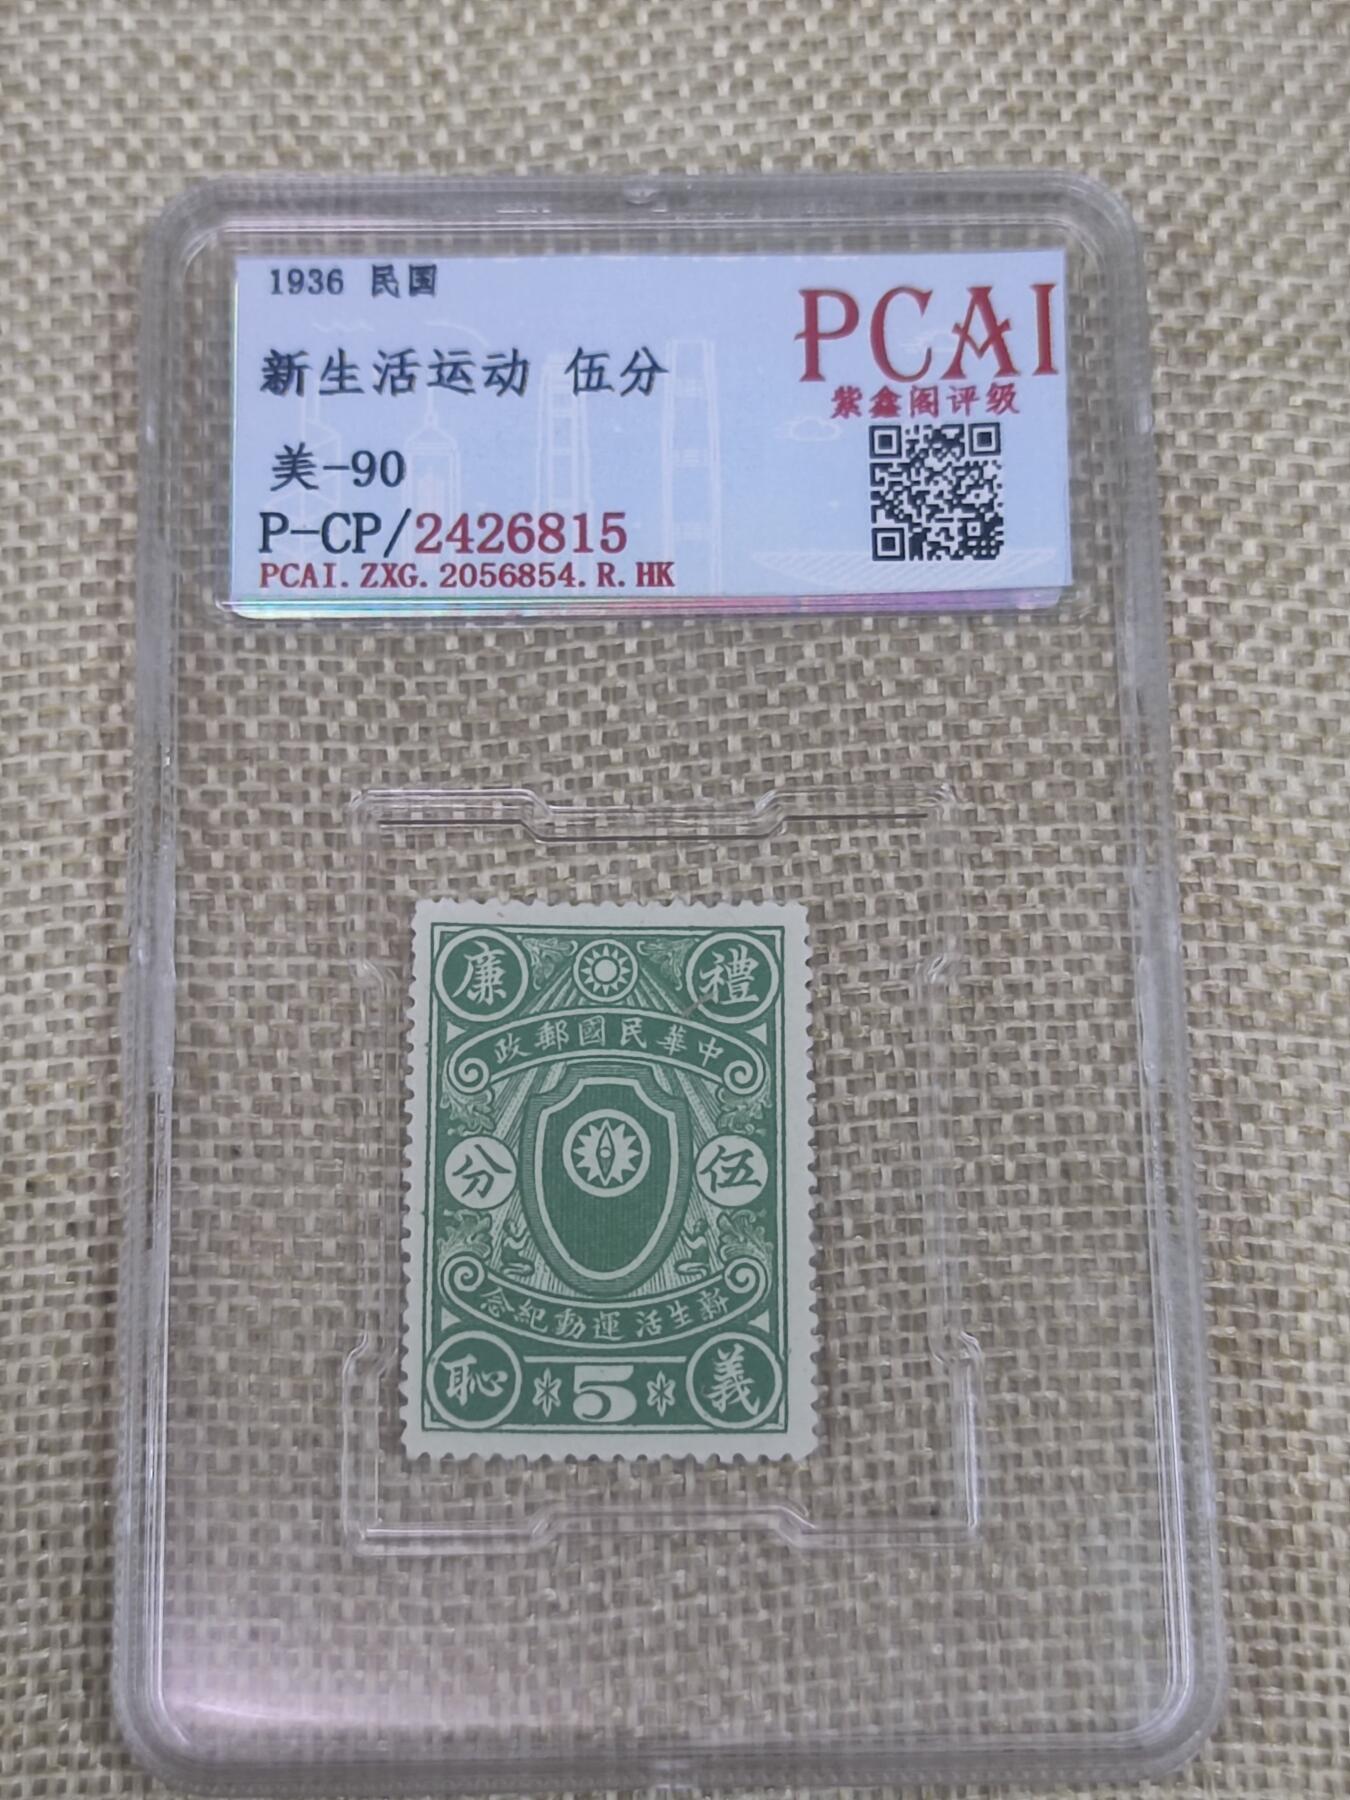 1936 民国
PCAI
紫鑫阁评级
新生活运动 伍分
美-90
P-CP/2426815
PCAI.ZXG.2056854.R.HK
禮
廉
中華民國郵政
伍
分
新生活運動紀念
義
恥
5